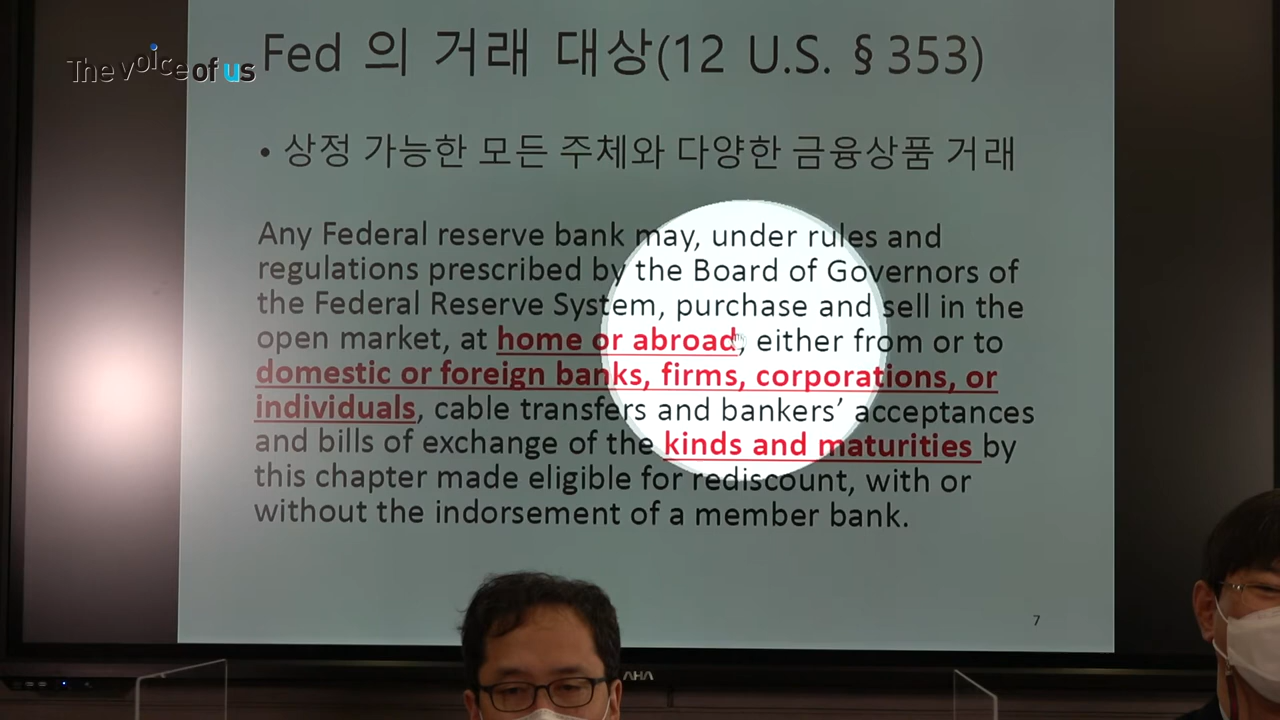 The voice of us
Fed 의 거래 대상(12 U.S. §353)
• 상정 가능한 모든 주체와 다양한 금융상품 거래
Any Federal reserve bank may, under rules and
regulations prescribed by the Board of Governors of
the Federal Reserve System, purchase and sell in the
open market, at home or abroad, either from or to
domestic or foreign banks, firms, corporations, or
individuals, cable transfers and bankers’ acceptances
and bills of exchange of the kinds and maturities by
this chapter made eligible for rediscount, with or
without the indorsement of a member bank.
7
AHA